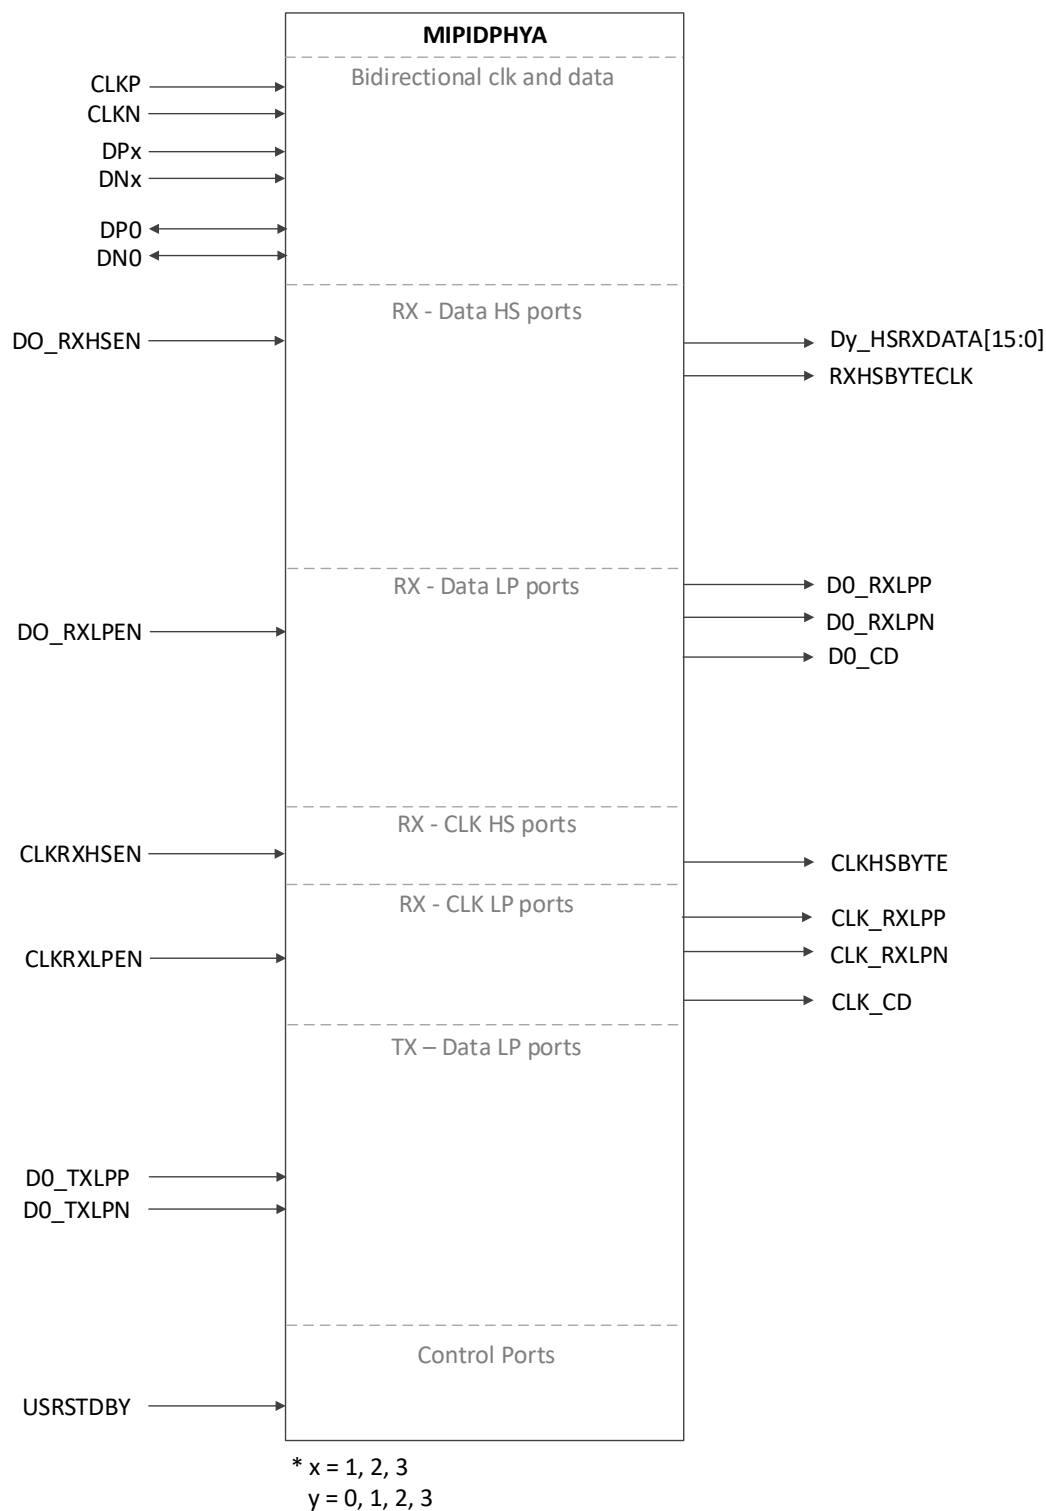 MIPIDPHYA
Bidirectional clk and data
CLKP
CLKN
DPx
DNx
DP0
DN0
RX - Data HS ports
DO_RXHSEN
Dy_HSRXDATA[15:0]
RXHSBYTECLK
RX - Data LP ports
D0_RXLPP
D0_RXLPN
DO_RXLPEN
D0_CD
RX - CLK HS ports
CLKRXHSEN
CLKHSBYTE
RX - CLK LP ports
CLK_RXLPP
CLK_RXLPN
CLKRXLPEN
CLK_CD
TX – Data LP ports
D0_TXLPP
D0_TXLPN
Control Ports
USRSTDBY
* x = 1, 2, 3
y = 0, 1, 2, 3